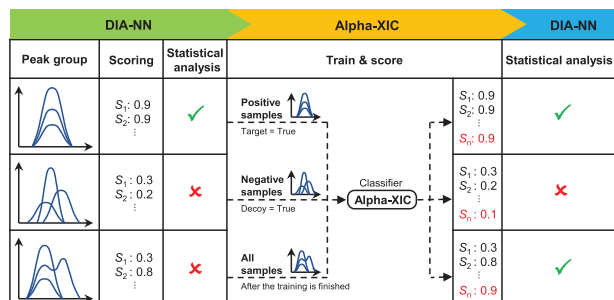 DIA-NN
Alpha-XIC
DIA-NN
Peak group
Scoring
Statistical
analysis
Train & score
Statistical analysis
S1: 0.9
S2: 0.9
⋮
Positive
samples
Target = True
S1: 0.9
S2: 0.9
⋮
Sn: 0.9
S1: 0.3
S2: 0.2
⋮
Negative
samples
Decoy = True
Classifier
Alpha-XIC
S1: 0.3
S2: 0.2
⋮
Sn: 0.1
S1: 0.3
S2: 0.8
⋮
All
samples
After the training is finished
S1: 0.3
S2: 0.8
⋮
Sn: 0.9